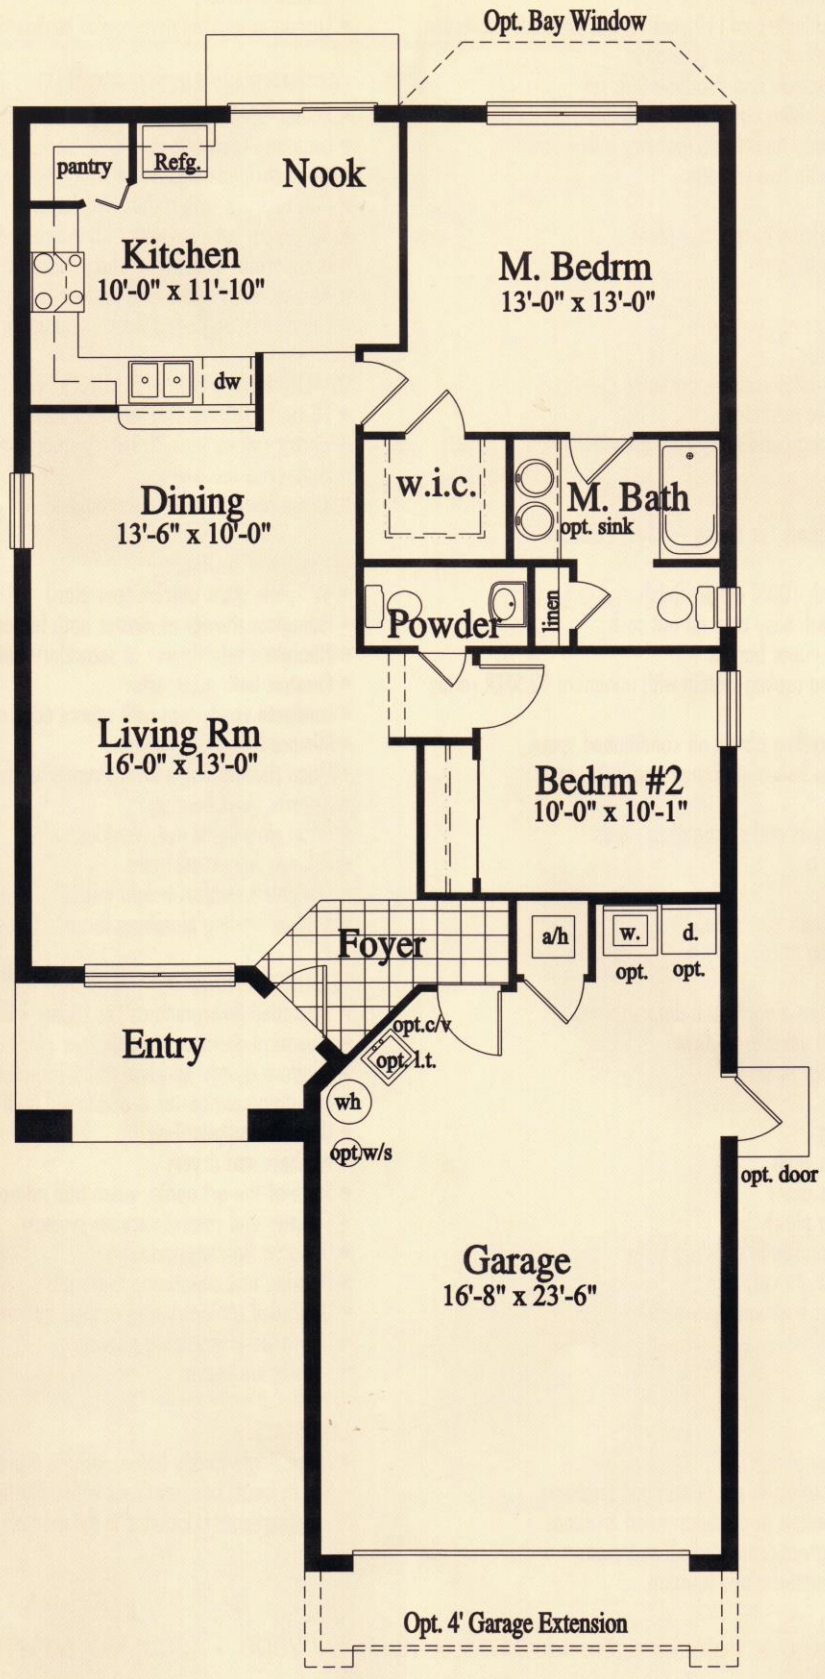 Opt. Bay Window
pantry
Refg.
Nook
Kitchen
10'-0" x 11'-10"
M. Bedrm
13'-0" x 13'-0"
dw
Dining
13'-6" x 10'-0"
w.i.c.
M. Bath
opt. sink
Powder
linen
Living Rm
16'-0" x 13'-0"
Bedrm #2
10'-0" x 10'-1"
Foyer
a/h
w.
d.
opt.
opt.
Entry
opt.c/v
opt. l.t.
wh
opt.w/s
opt. door
Garage
16'-8" x 23'-6"
Opt. 4' Garage Extension